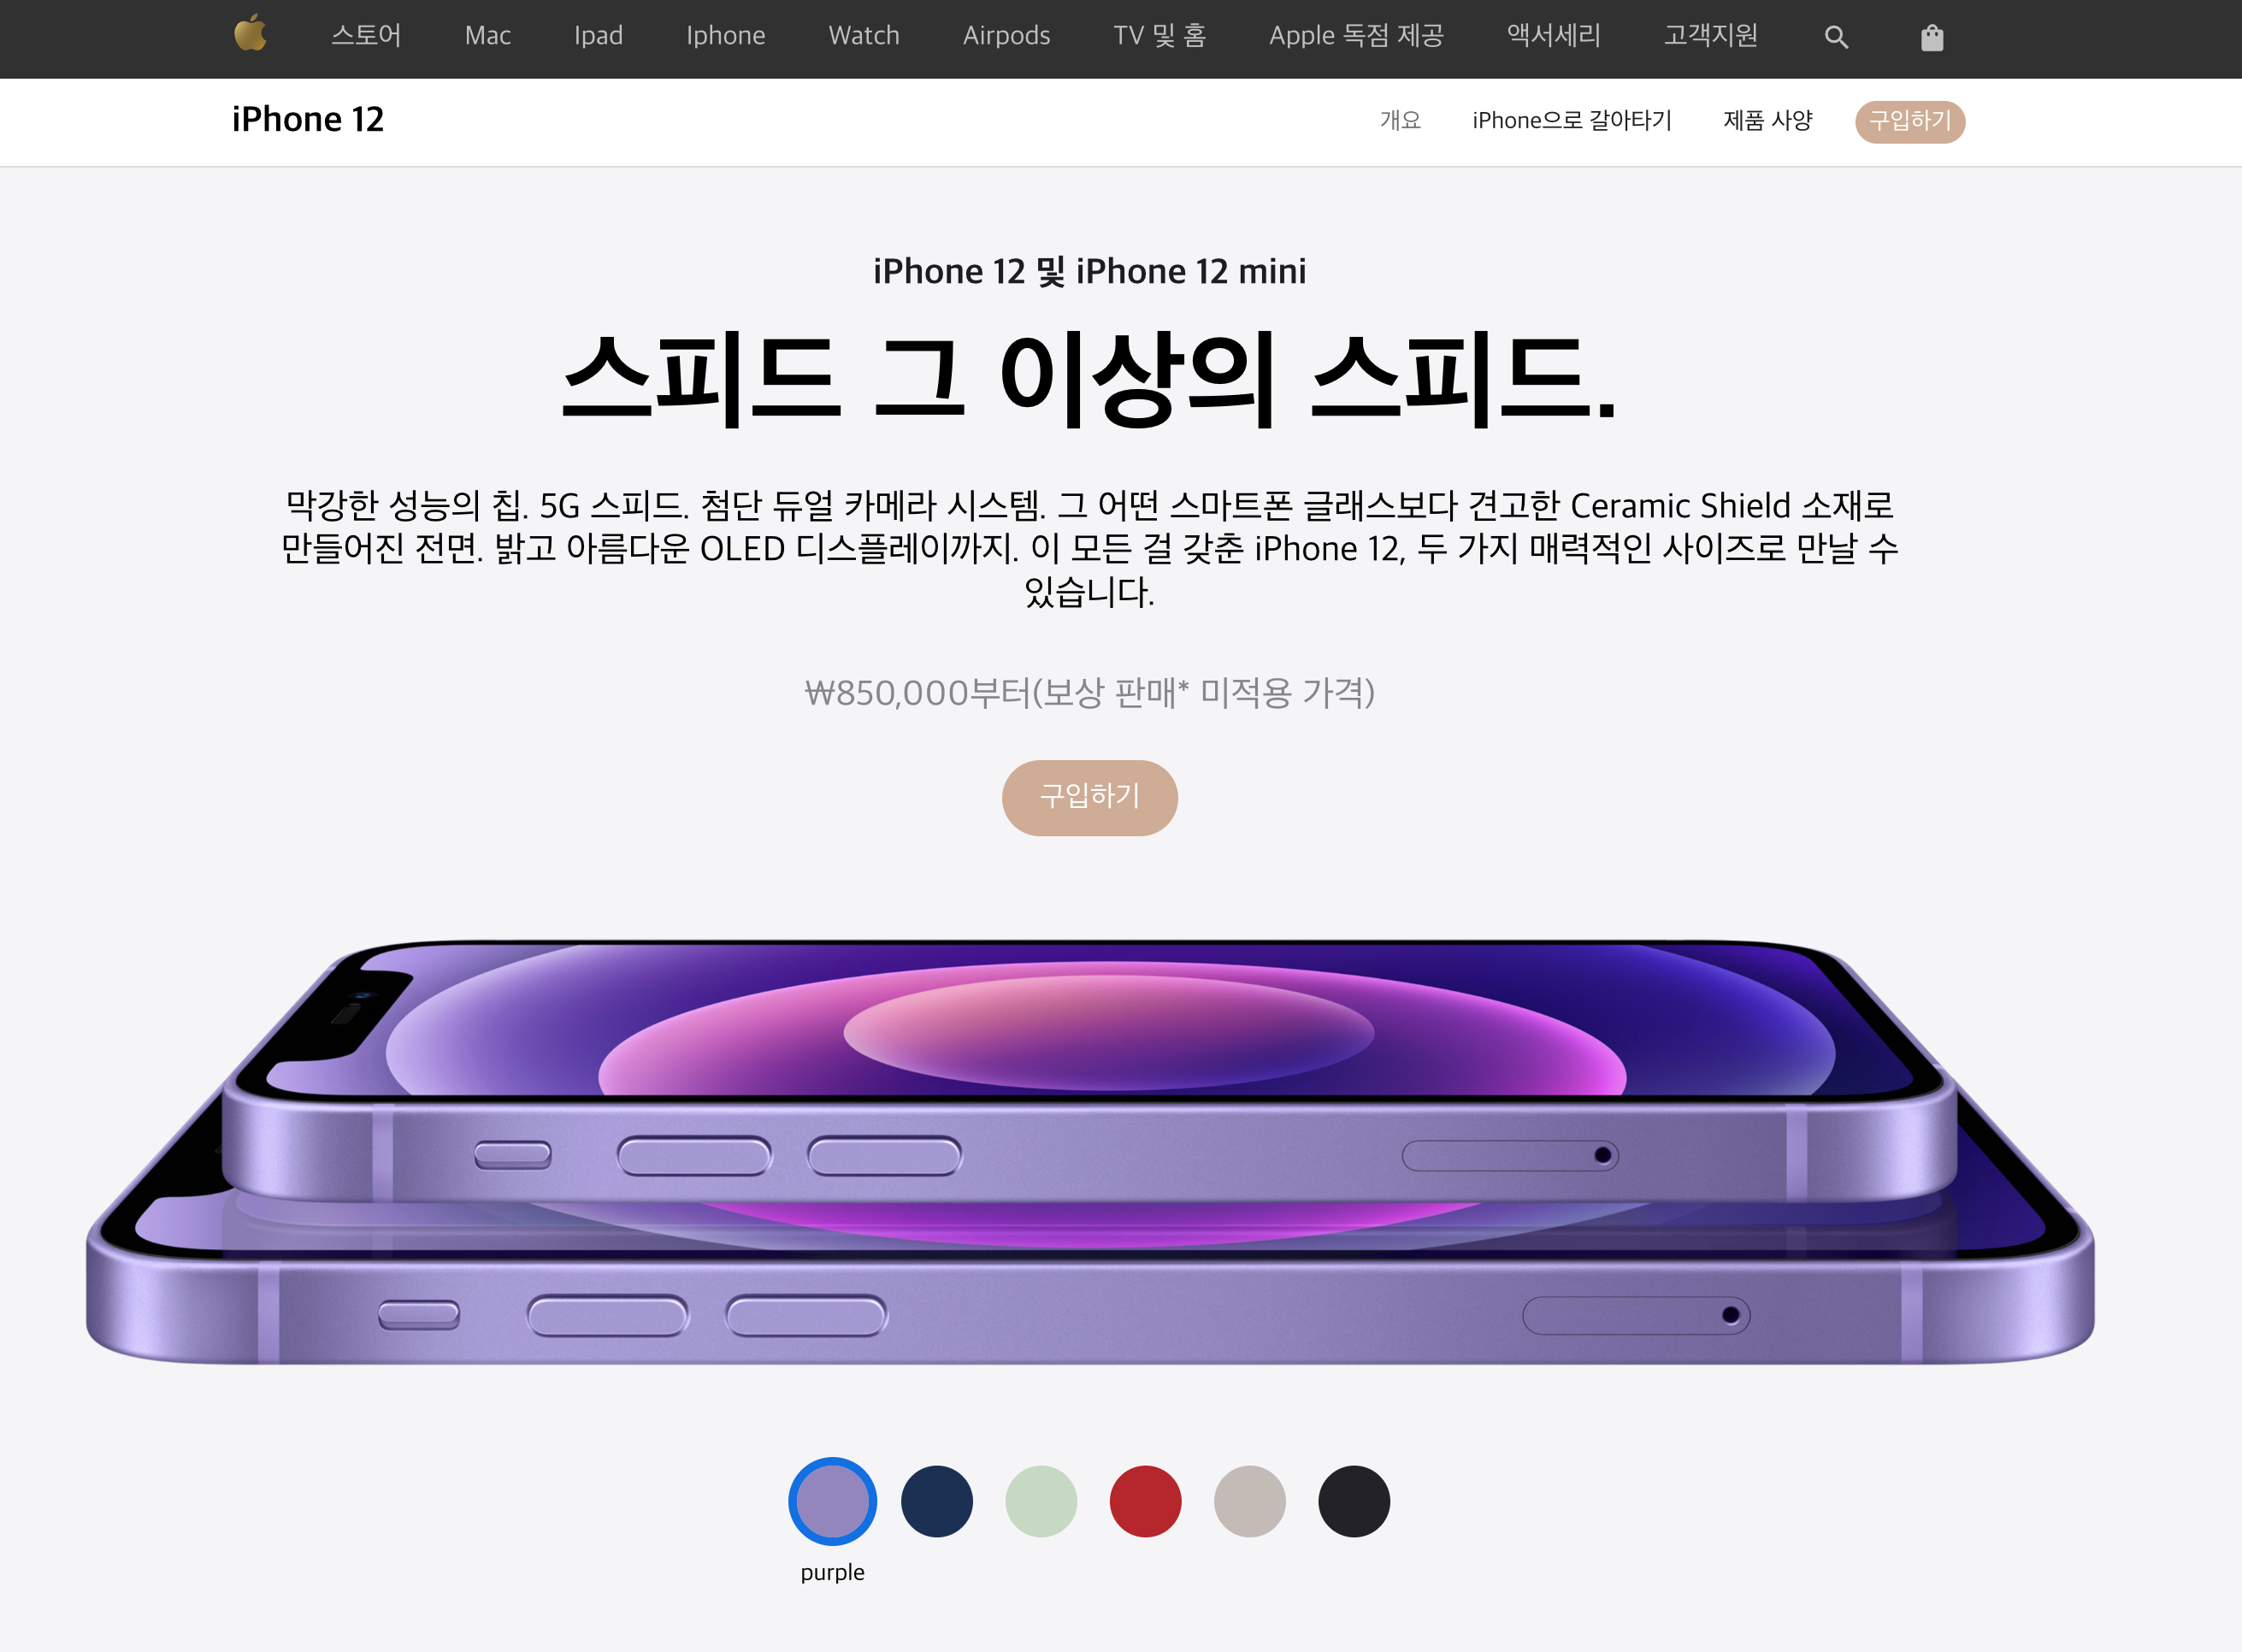 스토어 Mac Ipad Iphone Watch Airpods TV 및 홈 Apple 독점 제공 액서세리 고객지원
iPhone 12 개요 iPhone으로 갈아타기 제품 사양 구입하기
iPhone 12 및 iPhone 12 mini
스피드 그 이상의 스피드.
막강한 성능의 칩. 5G 스피드. 첨단 듀얼 카메라 시스템. 그 어떤 스마트폰 글래스보다 견고한 Ceramic Shield 소재로
만들어진 전면. 밝고 아름다운 OLED 디스플레이까지. 이 모든 걸 갖춘 iPhone 12, 두 가지 매력적인 사이즈로 만날 수
있습니다.
₩850,000부터(보상 판매* 미적용 가격)
구입하기
purple